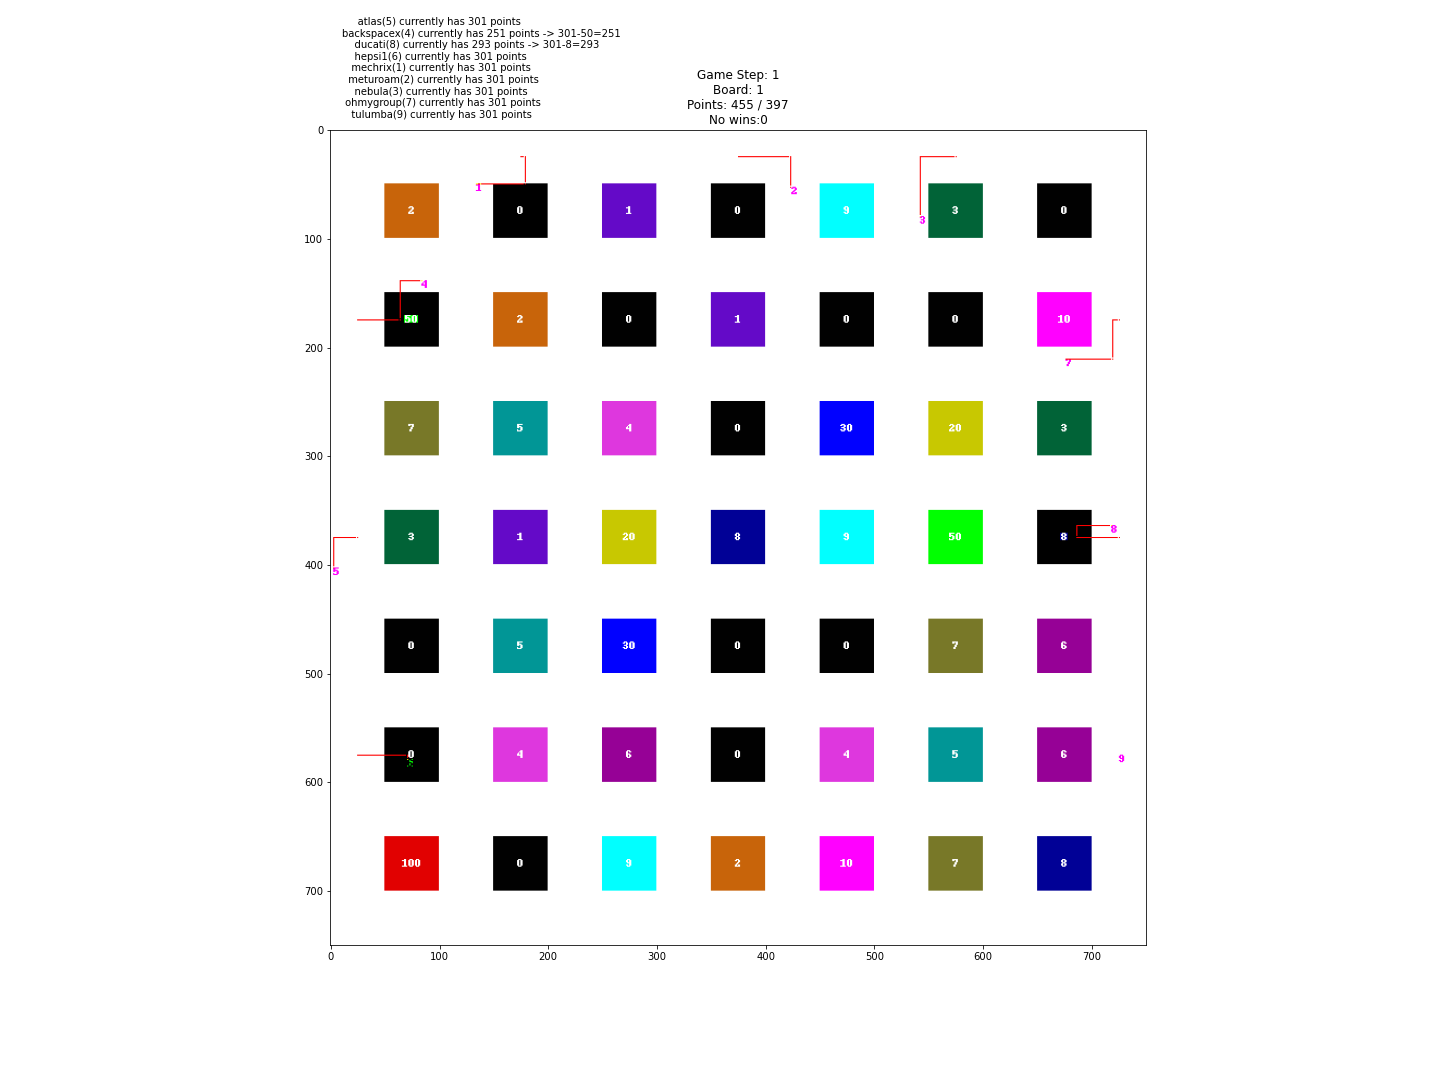 atlas(5) currently has 301 points
backspacex(4) currently has 251 points -> 301-50=251
ducati(8) currently has 293 points -> 301-8=293
hepsi1(6) currently has 301 points
mechrix(1) currently has 301 points
meturoam(2) currently has 301 points
nebula(3) currently has 301 points
ohmygroup(7) currently has 301 points
tulumba(9) currently has 301 points
Game Step: 1
Board: 1
Points: 455 / 397
No wins:0
0
1 2 3
2 0 1 0 9 3 0
100
4
50 2 0 1 0 0 10
200
7
7 5 4 0 30 20 3
300
3 1 20 8 9 50 8 8
400
5
0 5 30 0 0 7 6
500
0 4 6 0 4 5 6 9
600
100 0 9 2 10 7 8
700
0 100 200 300 400 500 600 700